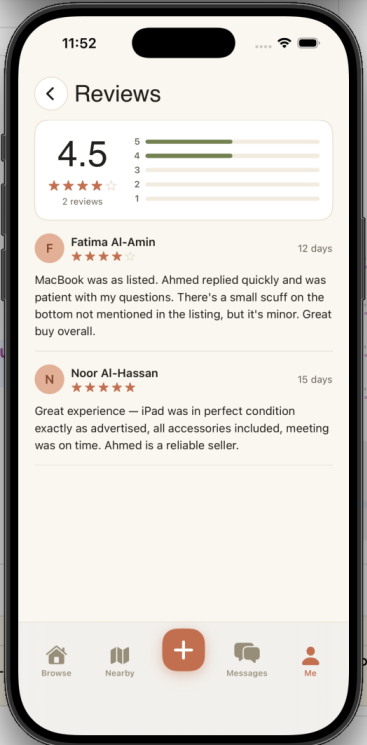 11:52
Reviews
4.5
2 reviews
5
4
3
2
1
F
Fatima Al-Amin
12 days
MacBook was as listed. Ahmed replied quickly and was
patient with my questions. There's a small scuff on the
bottom not mentioned in the listing, but it's minor. Great
buy overall.
N
Noor Al-Hassan
15 days
Great experience — iPad was in perfect condition
exactly as advertised, all accessories included, meeting
was on time. Ahmed is a reliable seller.
Browse
Nearby
Messages
Me